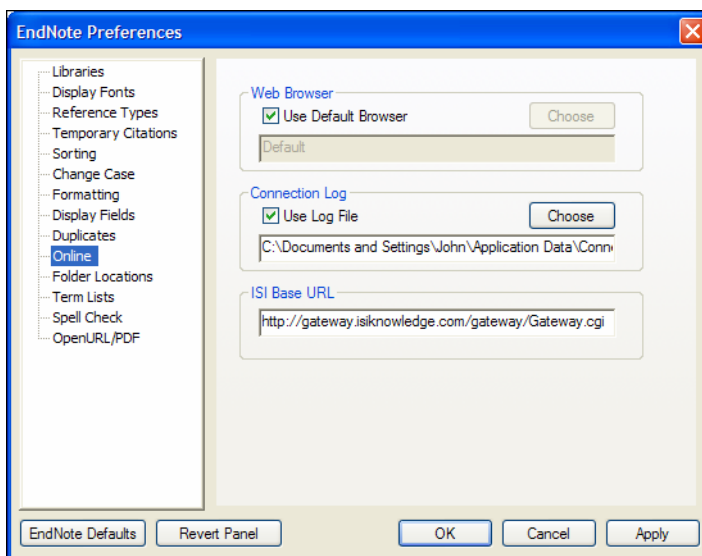 EndNote Preferences
Libraries
Display Fonts
Reference Types
Temporary Citations
Sorting
Change Case
Formatting
Display Fields
Duplicates
Online
Folder Locations
Term Lists
Spell Check
OpenURL/PDF
Web Browser
Use Default Browser
Choose
Default
Connection Log
Use Log File
Choose
C:\Documents and Settings\John\Application Data\Conn
ISI Base URL
http://gateway.isiknowledge.com/gateway/Gateway.cgi
EndNote Defaults
Revert Panel
OK
Cancel
Apply